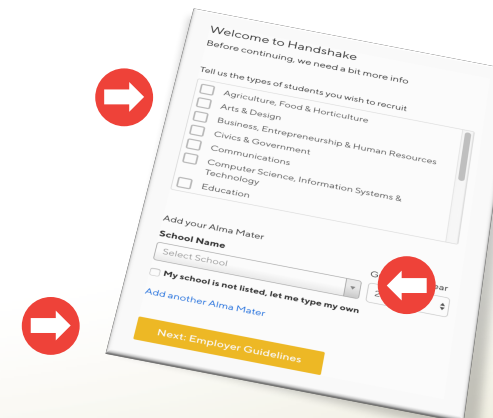 Welcome to Handshake
Before continuing, we need a bit more info
Tell us the types of students you wish to recruit
Agriculture, Food & Horticulture
Arts & Design
Business, Entrepreneurship & Human Resources
Civics & Government
Communications
Computer Science, Information Systems &
Technology
Education
Add your Alma Mater
School Name
Select School
My school is not listed, let me type my own
Add another Alma Mater
Next: Employer Guidelines